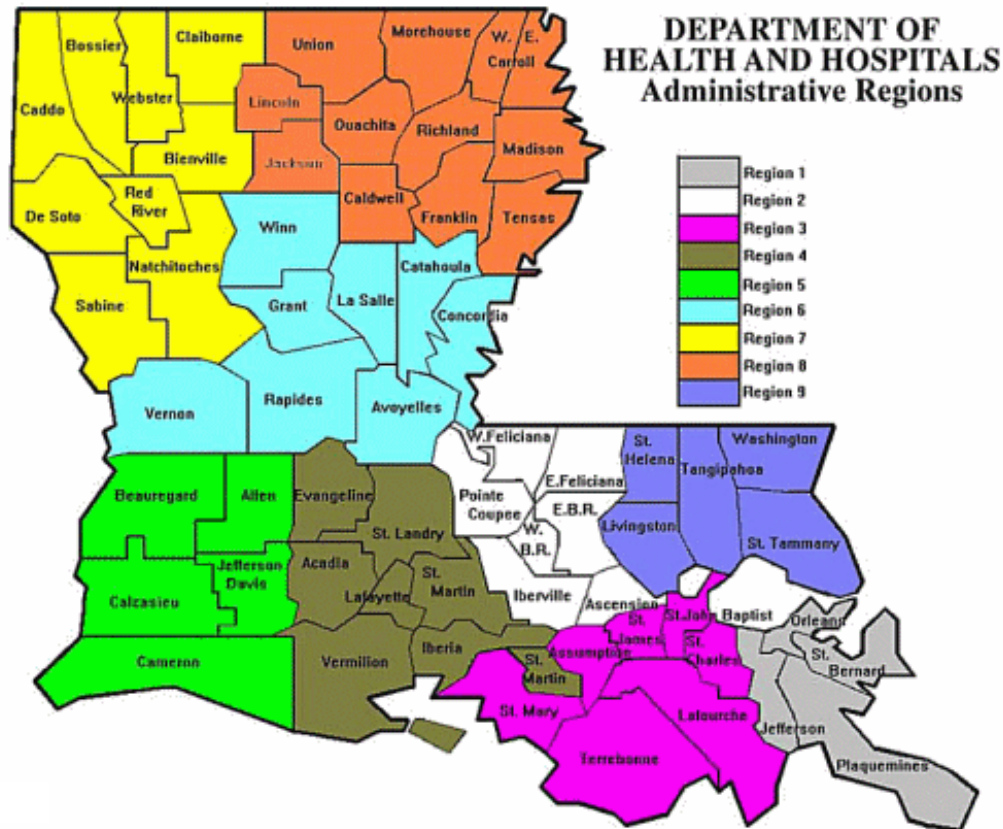 DEPARTMENT OF
HEALTH AND HOSPITALS
Administrative Regions
Region 1
Region 2
Region 3
Region 4
Region 5
Region 6
Region 7
Region 8
Region 9
Caddo
Bossier
Webster
Claiborne
Union
Morehouse
W.
E.
Carroll
Lincoln
Ouachita
Richland
Madison
Bienville
Jackson
Caldwell
Franklin
Tensas
De Soto
Red
River
Winn
Natchitoches
Catahoula
Sabine
Grant
La Salle
Concordia
Vernon
Rapides
Avoyelles
W.Feliciana
E.Feliciana
St.
Helena
Tangipahoa
Washington
Beauregard
Allen
Evangeline
Pointe
Coupee
E.B.R.
W.
B.R.
Livingston
St. Tammany
St. Landry
Calcasieu
Jefferson
Davis
Acadia
Lafayette
St.
Martin
Iberville
Ascension
St.John
Baptist
Orleans
St.
James
St.
Charles
St.
Bernard
Cameron
Vermilion
Iberia
St.
Martin
Assumption
St. Mary
Lafourche
Jefferson
Terrebonne
Plaquemines